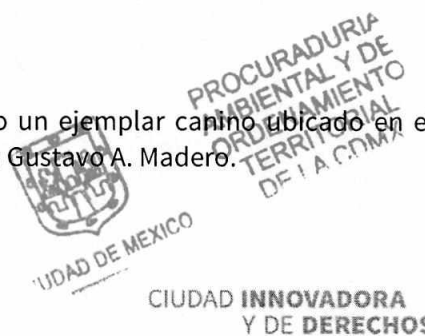 o un ejemplar canino ubicado en e
Gustavo A. Madero.
PROCURADURIA
AMBIENTAL Y DE
ORDENAMIENTO
TERRITORIAL
DE LA CDMX
UDAD DE MEXICO
CIUDAD INNOVADORA
Y DE DERECHOS